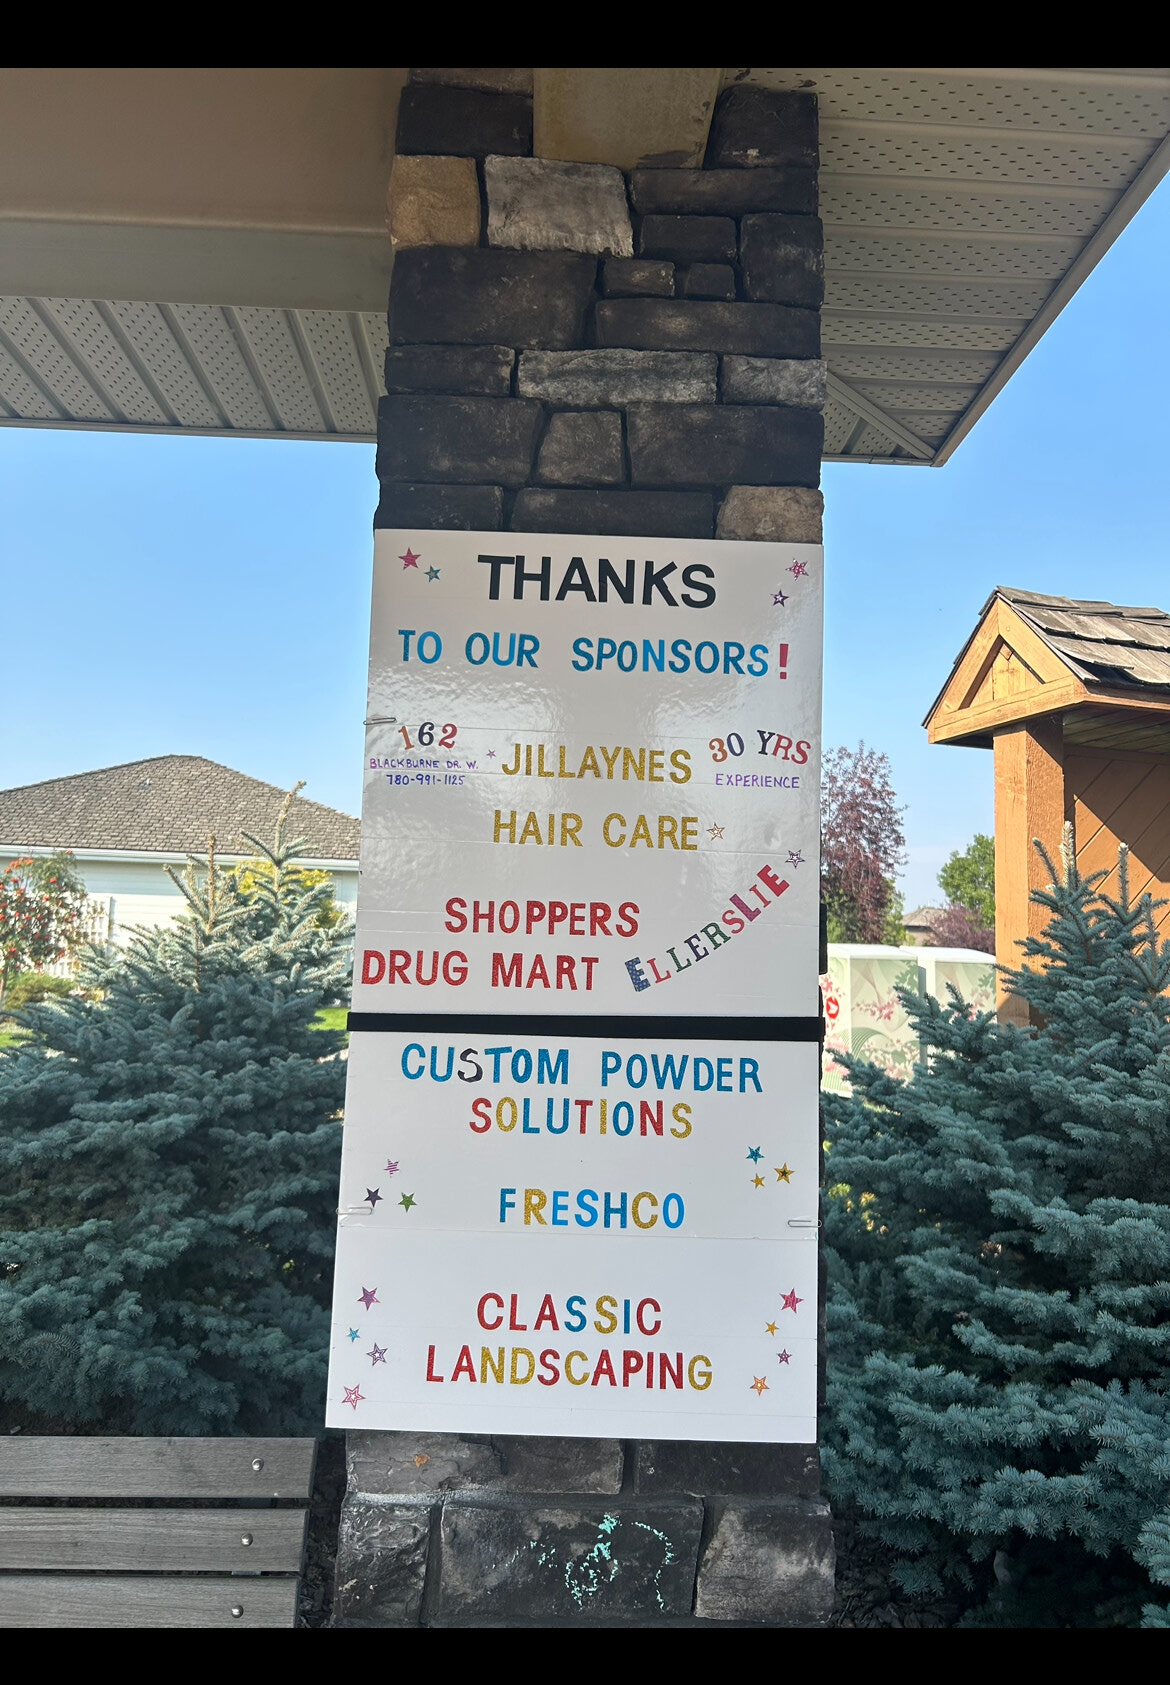 THANKS
TO OUR SPONSORS!
162
BLACKBURNE DR. W.
780-991-1125
JILLAYNES
HAIR CARE
30 YRS
EXPERIENCE
SHOPPERS
DRUG MART
ELLERSLIE
CUSTOM POWDER
SOLUTIONS
FRESHCO
CLASSIC
LANDSCAPING